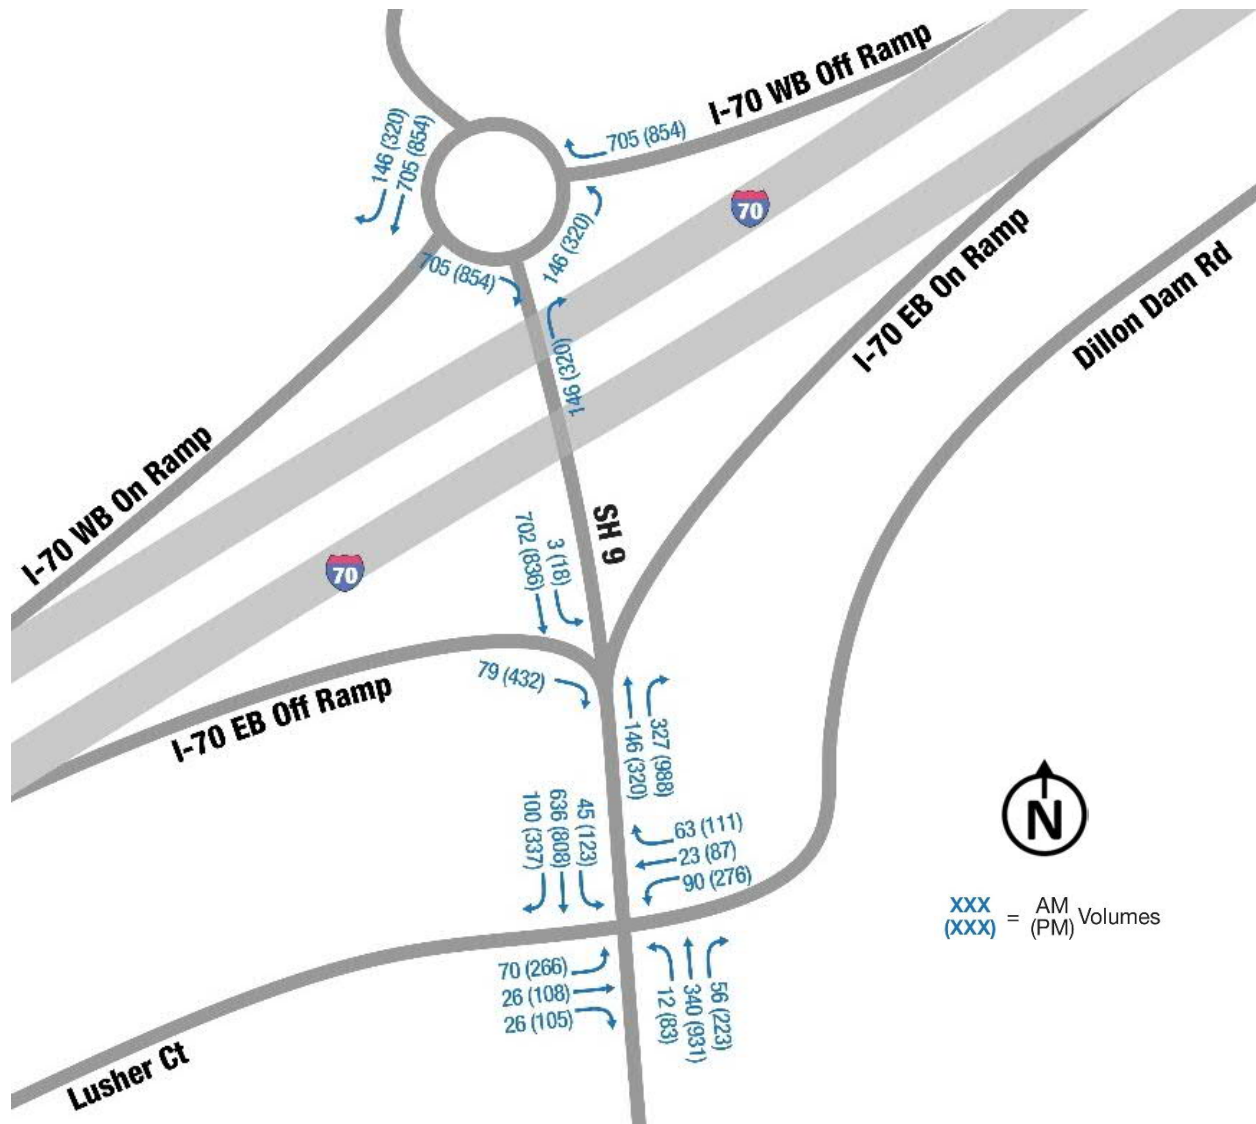 I-70 WB Off Ramp
705 (854)
146 (320)
705 (854)
70
146 (320)
705 (854)
146 (320)
I-70 EB On Ramp
Dillon Dam Rd
I-70 WB On Ramp
SH 9
702 (836)
3 (18)
70
79 (432)
I-70 EB Off Ramp
146 (320)
327 (988)
100 (337)
636 (808)
45 (123)
63 (111)
23 (87)
90 (276)
N
XXX = AM
(XXX) (PM) Volumes
70 (266)
26 (108)
26 (105)
12 (83)
340 (931)
56 (223)
Lusher Ct